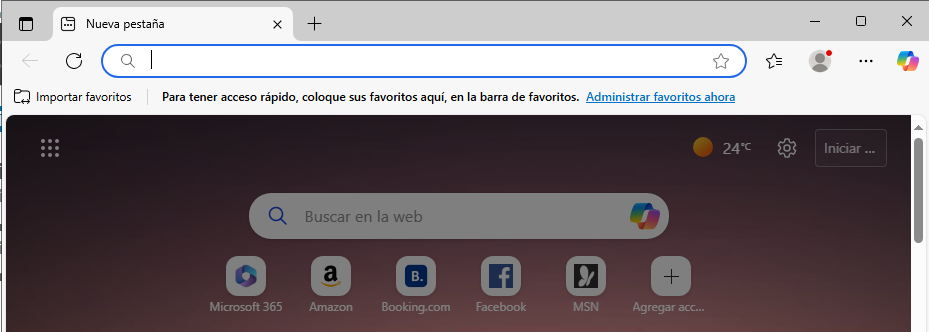 Nueva pestaña
Importar favoritos
Para tener acceso rápido, coloque sus favoritos aquí, en la barra de favoritos. Administrar favoritos ahora
24°C
Iniciar ...
Buscar en la web
a
B.
f
Microsoft 365
Amazon
Booking.com
Facebook
MSN
Agregar acc...